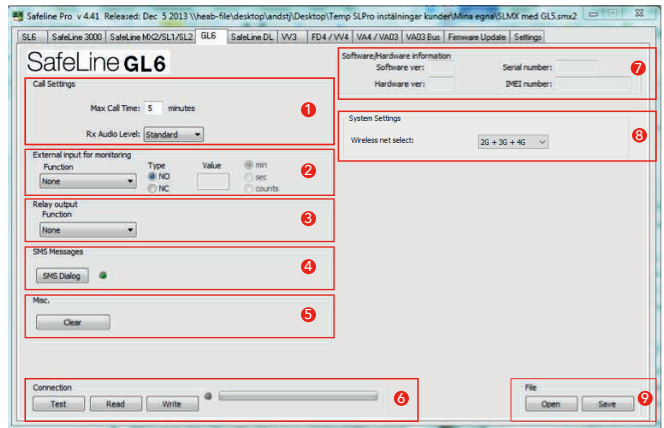 Safeline Pro v 4.41 Released: Dec 5 2013 \\heab-file\desktop\andstj\Desktop\Temp SLPro instälningar kunder\Mina egna\SLMX med GL5.smx2
SL6 SafeLine 3000 SafeLine MX2/SL1/SL2 GL6 SafeLine DL VV3 FD4 / VV4 VA4 / VA03 VA03 Bus Firmware Update Settings
SafeLine GL6
Call Settings
Max Call Time: 5 minutes
Rx Audio Level: Standard
1
External input for monitoring
Function Type Value
None NO NC
min
sec
counts
2
Relay output
Function
None
3
SMS Messages
SMS Dialog
4
Misc.
Clear
5
Connection
Test Read Write
6
Software/Hardware information
Software ver: Serial number:
Hardware ver: IMEI number:
7
System Settings
Wireless net select: 2G + 3G + 4G
8
File
Open Save
9